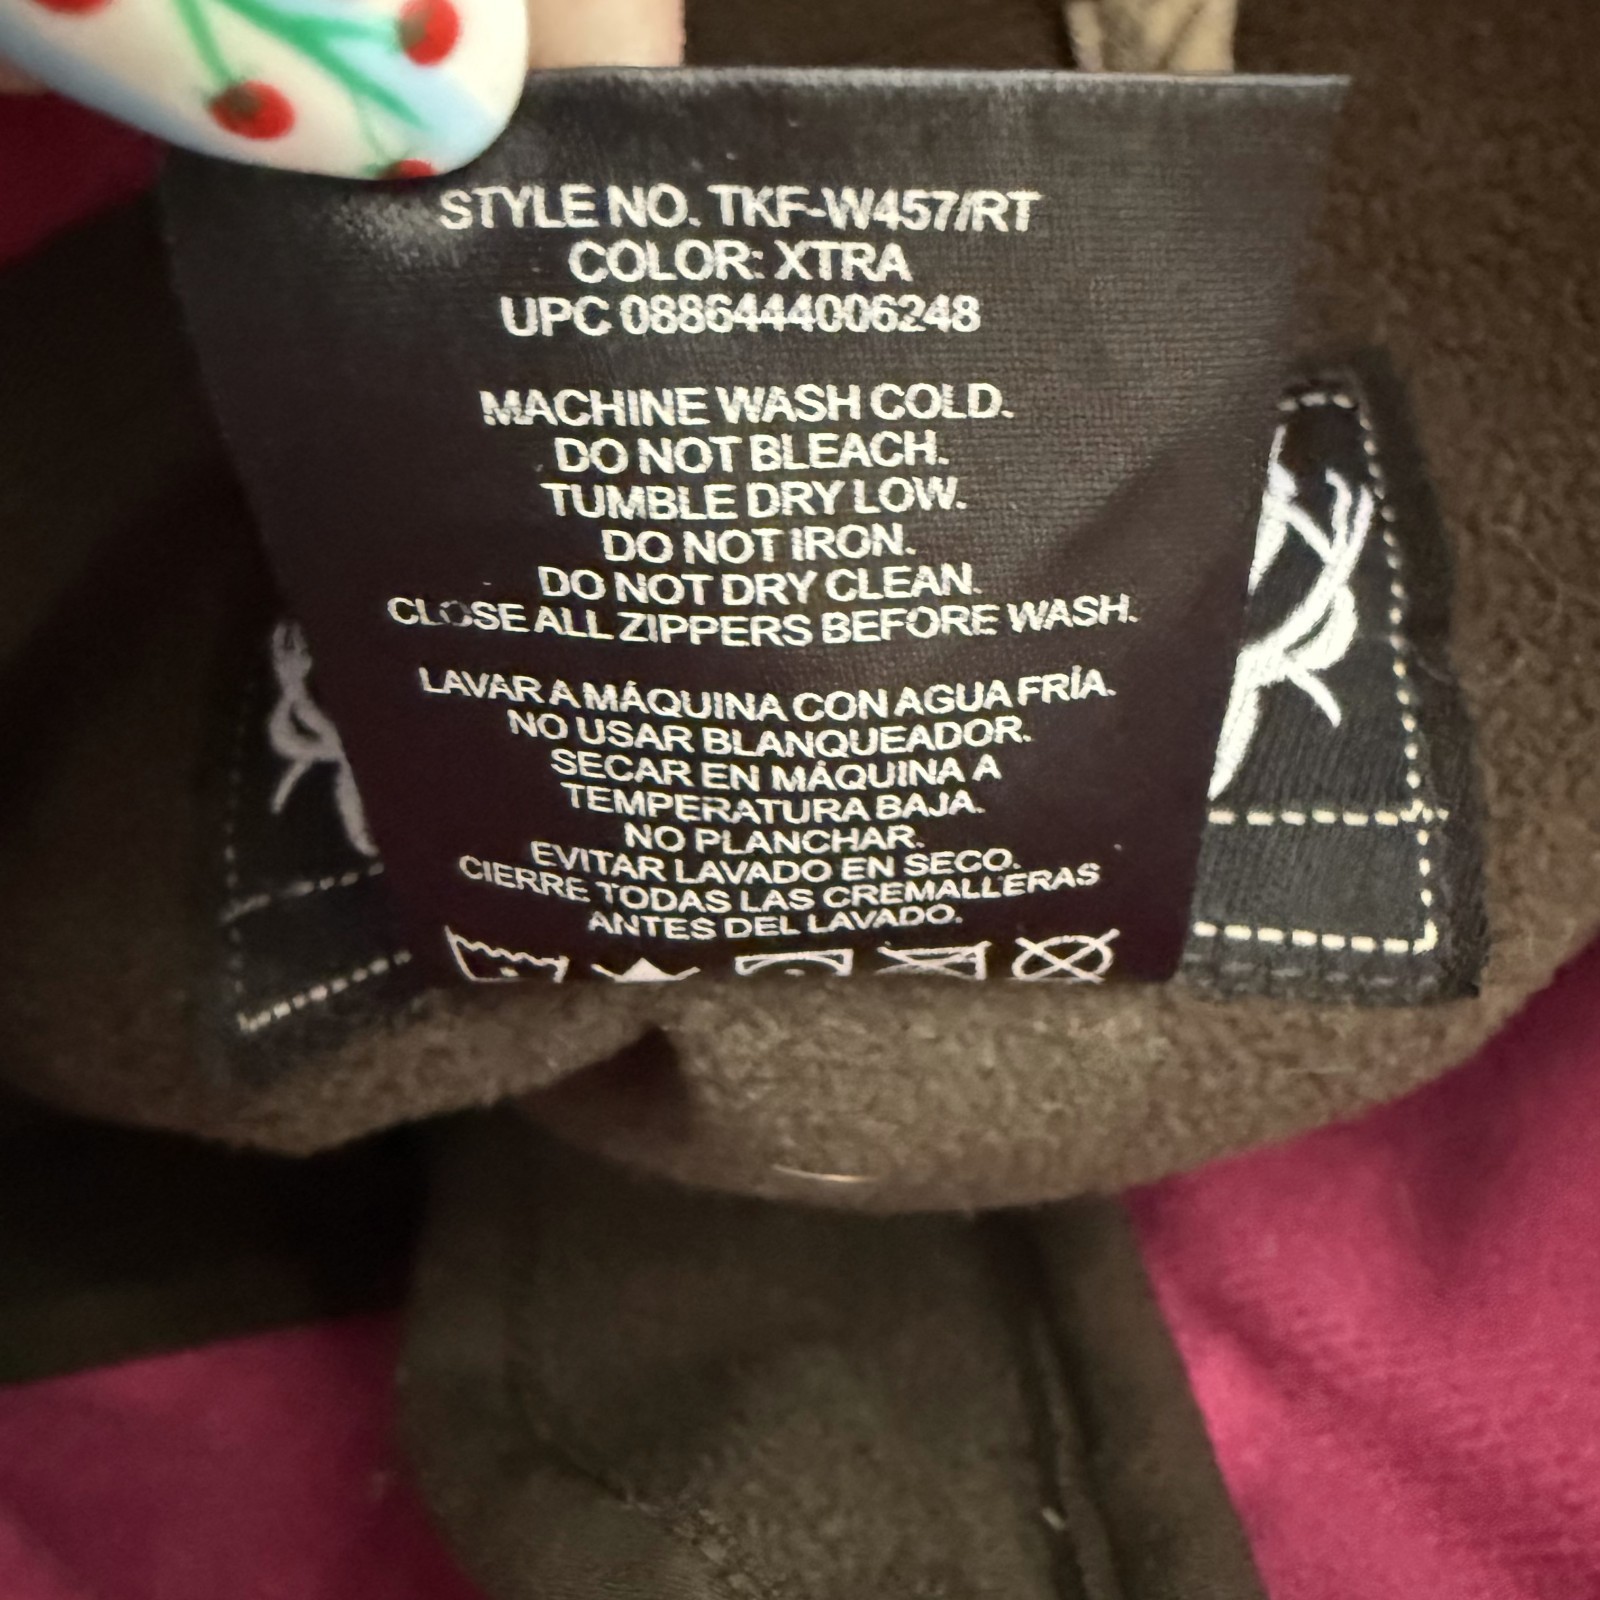 STYLE NO. TKF-W457/RT
COLOR: XTRA
UPC 0886444006248
MACHINE WASH COLD.
DO NOT BLEACH.
TUMBLE DRY LOW.
DO NOT IRON.
DO NOT DRY CLEAN.
CLOSE ALL ZIPPERS BEFORE WASH.
LAVAR A MÁQUINA CON AGUA FRÍA.
NO USAR BLANQUEADOR.
SECAR EN MÁQUINA A
TEMPERATURA BAJA.
NO PLANCHAR.
EVITAR LAVADO EN SECO.
CIERRE TODAS LAS CREMALLERAS
ANTES DEL LAVADO.